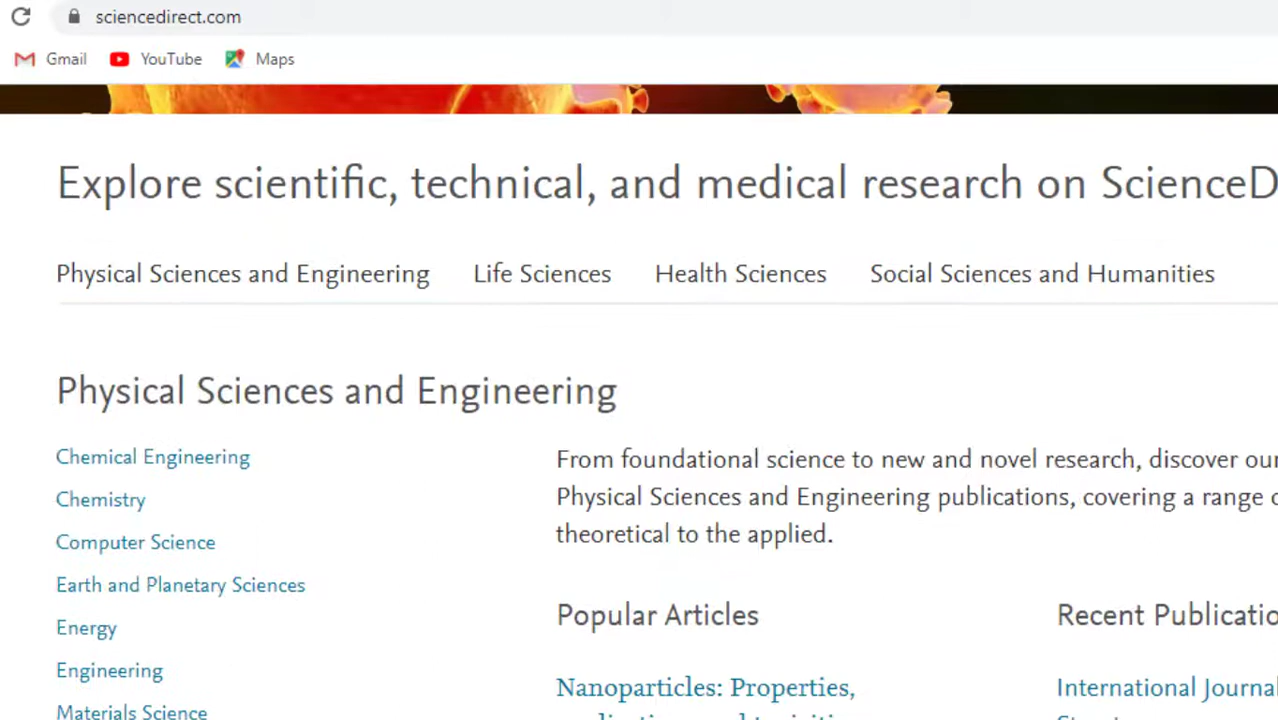 sciencedirect.com
Gmail YouTube Maps
Explore scientific, technical, and medical research on
Physical Sciences and Engineering Life Sciences Health Sciences Social Sciences and Humanities
Physical Sciences and Engineering
Chemical Engineering
Chemistry
Computer Science
Earth and Planetary Sciences
Energy
Engineering
Materials Science
From foundational science to new and novel research, discover our
Physical Sciences and Engineering publications, covering a range
theoretical to the applied.
Popular Articles
Nanoparticles: Properties,
Recent
International